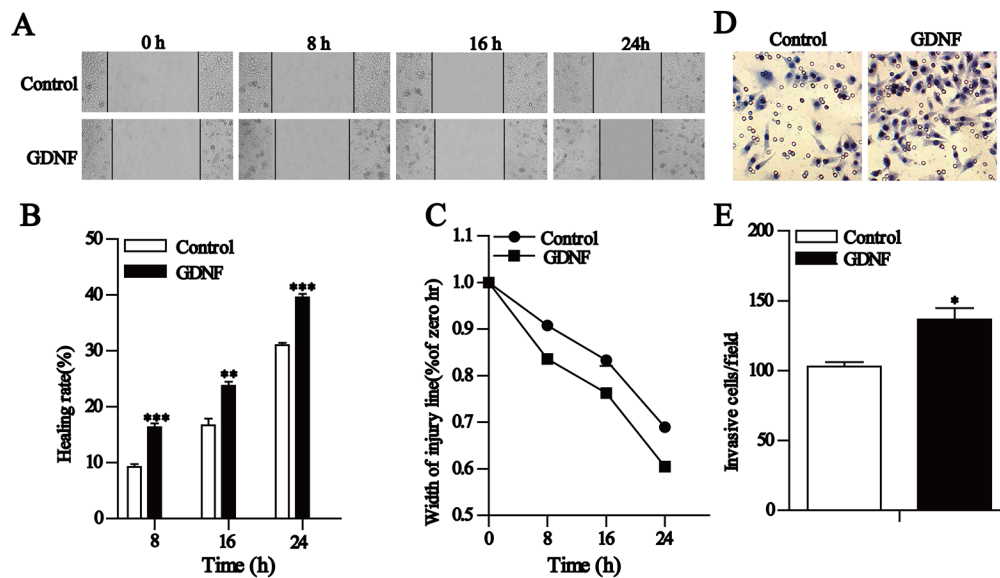 A
0 h
8 h
16 h
24h
Control
GDNF
D
Control
GDNF
B
Control
GDNF
Healing rate(%)
50
40
30
20
10
0
***
**
***
8
16
24
Time (h)
C
Control
GDNF
Width of injury line(%of zero hr)
1.1
1.0
0.9
0.8
0.7
0.6
0.5
0
8
16
24
Time (h)
E
Control
GDNF
Invasive cells/field
200
150
100
50
0
*